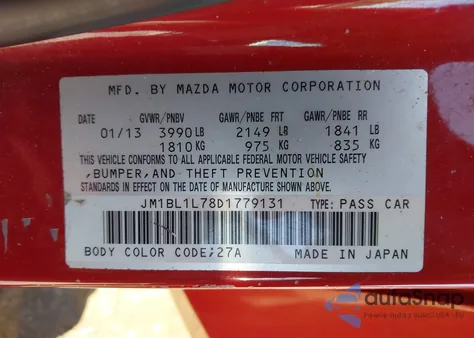 MFD. BY MAZDA MOTOR CORPORATION
DATE GVWR/PNBV GAWR/PNBE FRT GAWR/PNBE RR
01/13 3990 LB 2149 LB 1841 LB
1810 KG 975 KG 835 KG
THIS VEHICLE CONFORMS TO ALL APPLICABLE FEDERAL MOTOR VEHICLE SAFETY
,BUMPER,AND THEFT PREVENTION
STANDARDS IN EFFECT ON THE DATE OF MANUFACTURE SHOWN ABOVE.
JM1BL1L78D1779131 TYPE: PASS CAR
BODY COLOR CODE;27A MADE IN JAPAN
autoSnap